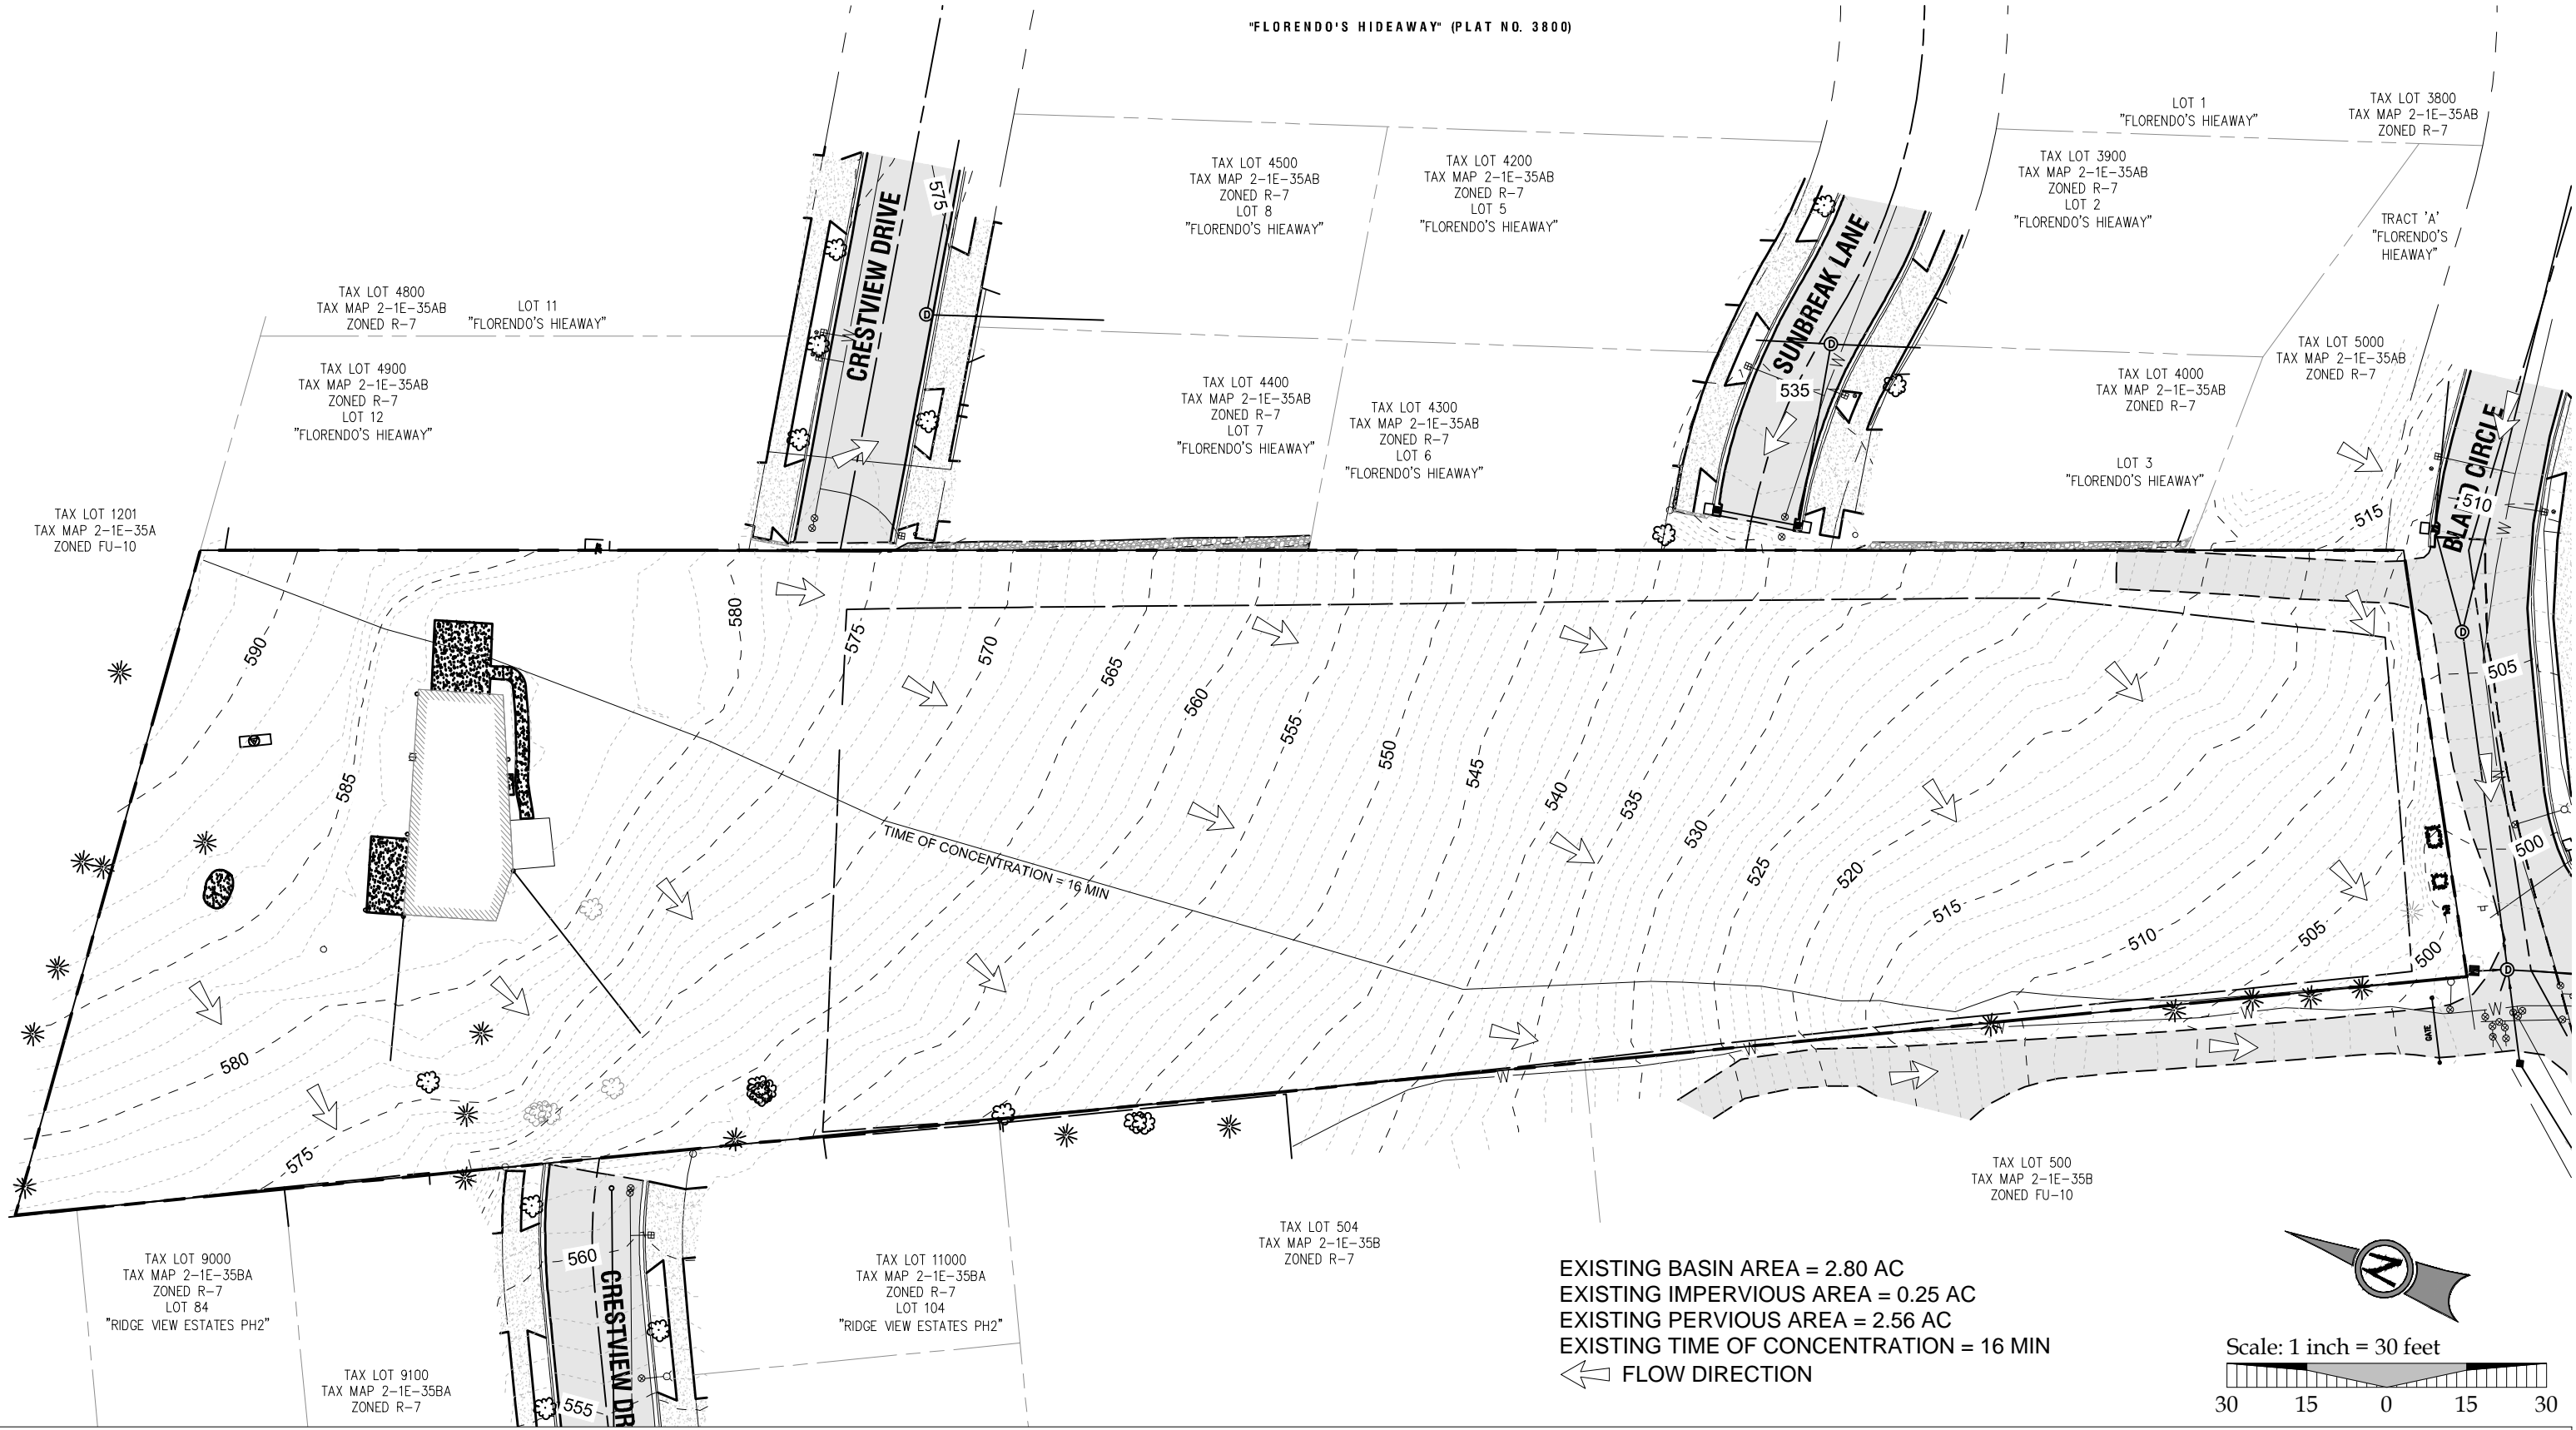 "FLORENDO'S HIDEAWAY" (PLAT NO. 3800)
TAX LOT 4800
TAX MAP 2-1E-35AB
ZONED R-7
LOT 11
"FLORENDO'S HIEAWAY"
TAX LOT 4900
TAX MAP 2-1E-35AB
ZONED R-7
LOT 12
"FLORENDO'S HIEAWAY"
TAX LOT 1201
TAX MAP 2-1E-35A
ZONED FU-10
575
CRESTVIEW DRIVE
W
D
TAX LOT 4500
TAX MAP 2-1E-35AB
ZONED R-7
LOT 8
"FLORENDO'S HIEAWAY"
TAX LOT 4200
TAX MAP 2-1E-35AB
ZONED R-7
LOT 5
"FLORENDO'S HIEAWAY"
TAX LOT 4400
TAX MAP 2-1E-35AB
ZONED R-7
LOT 7
"FLORENDO'S HIEAWAY"
TAX LOT 4300
TAX MAP 2-1E-35AB
ZONED R-7
LOT 6
"FLORENDO'S HIEAWAY"
SUNBREAK LANE
D
W
535
LOT 1
"FLORENDO'S HIEAWAY"
TAX LOT 3800
TAX MAP 2-1E-35AB
ZONED R-7
TAX LOT 3900
TAX MAP 2-1E-35AB
ZONED R-7
LOT 2
"FLORENDO'S HIEAWAY"
TRACT 'A'
"FLORENDO'S
HIEAWAY"
TAX LOT 5000
TAX MAP 2-1E-35AB
ZONED R-7
TAX LOT 4000
TAX MAP 2-1E-35AB
ZONED R-7
LOT 3
"FLORENDO'S HIEAWAY"
515
510
CIRCLE
W
D
505
W
500
590
585
580
575
570
565
560
555
550
545
540
535
530
525
520
515
510
505
500
580
575
TIME OF CONCENTRATION = 16 MIN
D
W
W
W
W
W
GATE
560
CRESTVIEW DR
555
TAX LOT 9000
TAX MAP 2-1E-35BA
ZONED R-7
LOT 84
"RIDGE VIEW ESTATES PH2"
TAX LOT 9100
TAX MAP 2-1E-35BA
ZONED R-7
TAX LOT 11000
TAX MAP 2-1E-35BA
ZONED R-7
LOT 104
"RIDGE VIEW ESTATES PH2"
TAX LOT 504
TAX MAP 2-1E-35B
ZONED R-7
TAX LOT 500
TAX MAP 2-1E-35B
ZONED FU-10
EXISTING BASIN AREA = 2.80 AC
EXISTING IMPERVIOUS AREA = 0.25 AC
EXISTING PERVIOUS AREA = 2.56 AC
EXISTING TIME OF CONCENTRATION = 16 MIN
FLOW DIRECTION
N
Scale: 1 inch = 30 feet
30 15 0 15 30